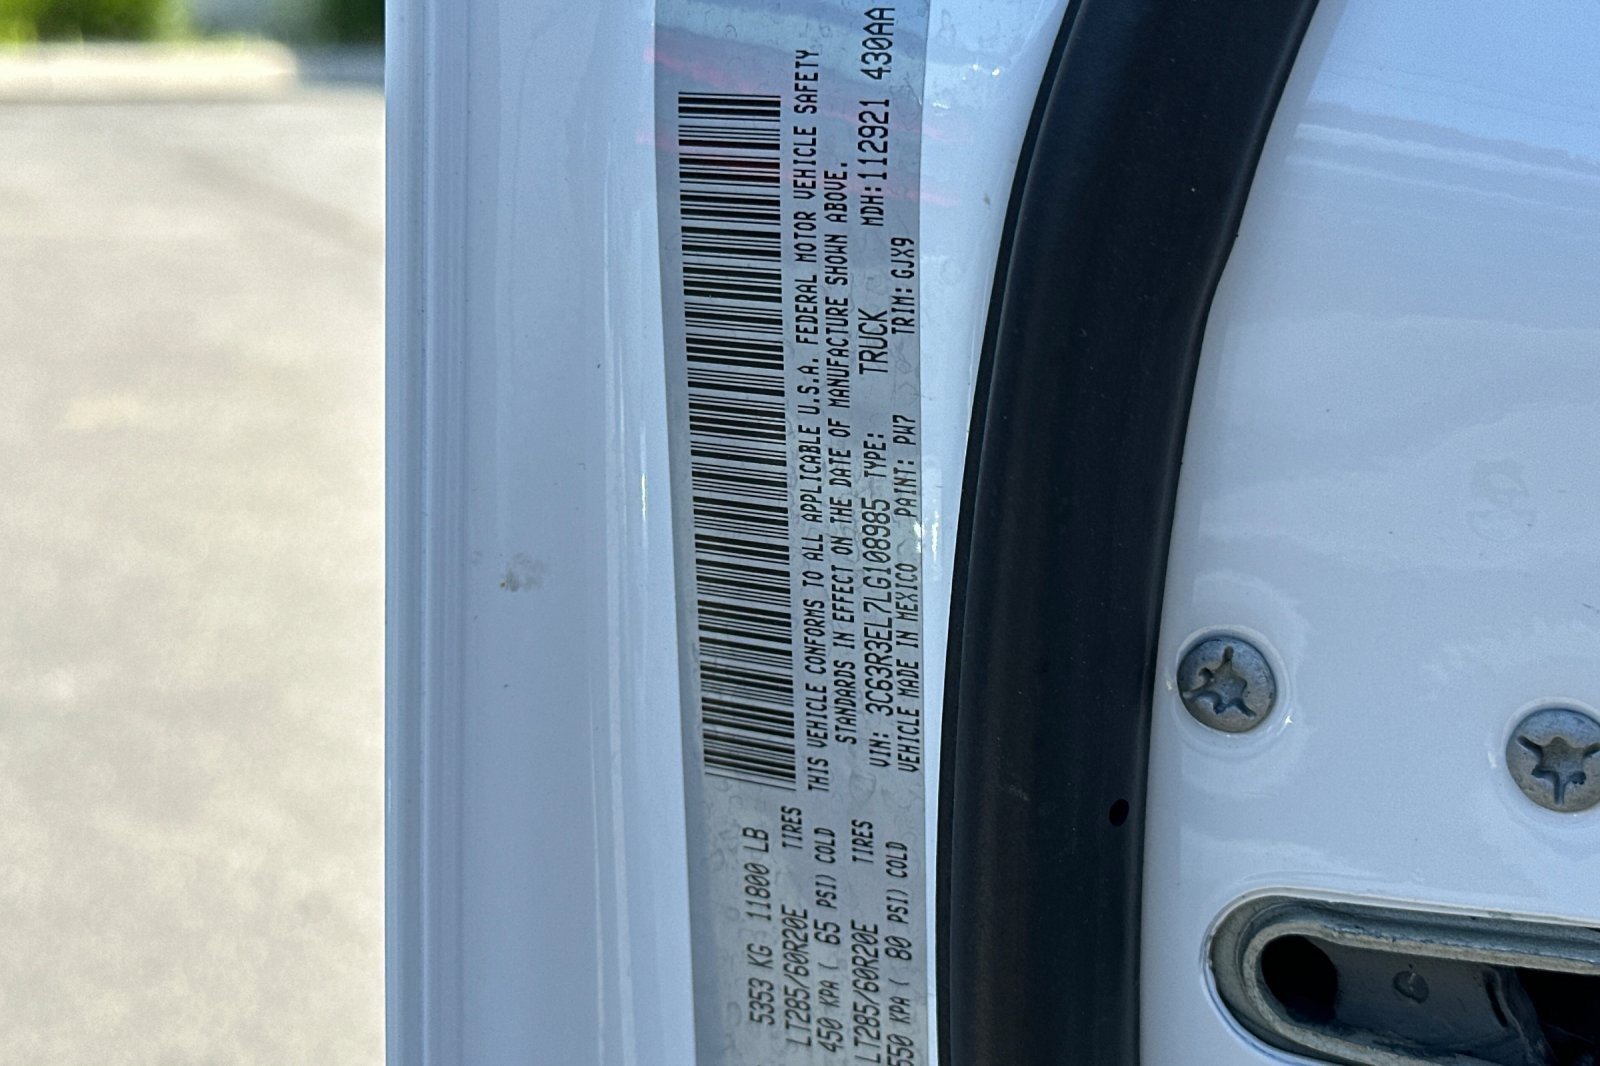 5353 KG 11800 LB
LT285/60R20E TIRES
450 KPA ( 65 PSI) COLD
LT285/60R20E TIRES
550 KPA ( 80 PSI) COLD
THIS VEHICLE CONFORMS TO ALL APPLICABLE U.S.A. FEDERAL MOTOR VEHICLE SAFETY
STANDARDS IN EFFECT ON THE DATE OF MANUFACTURE SHOWN ABOVE.
VIN: 3C63R3EL7LG108985 TYPE: TRUCK MDH:112921 430AA
VEHICLE MADE IN MEXICO PAINT: PW7 TRIM: GJX9